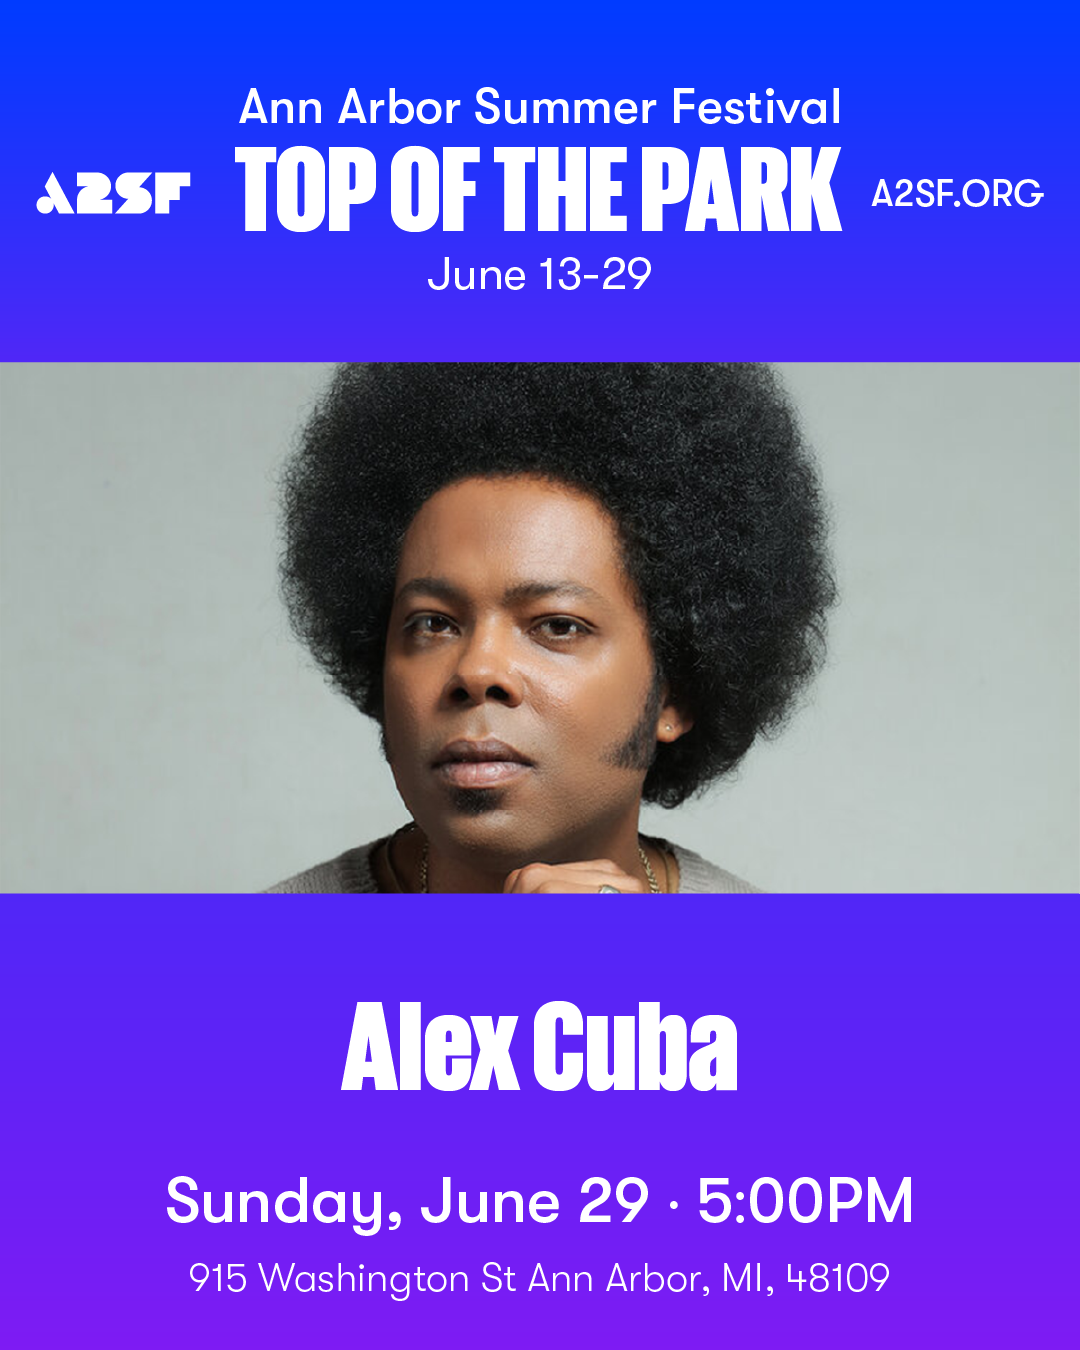 Ann Arbor Summer Festival
A2SF
TOP OF THE PARK
A2SF.ORG
June 13-29
Alex Cuba
Sunday, June 29 · 5:00PM
915 Washington St Ann Arbor, MI, 48109